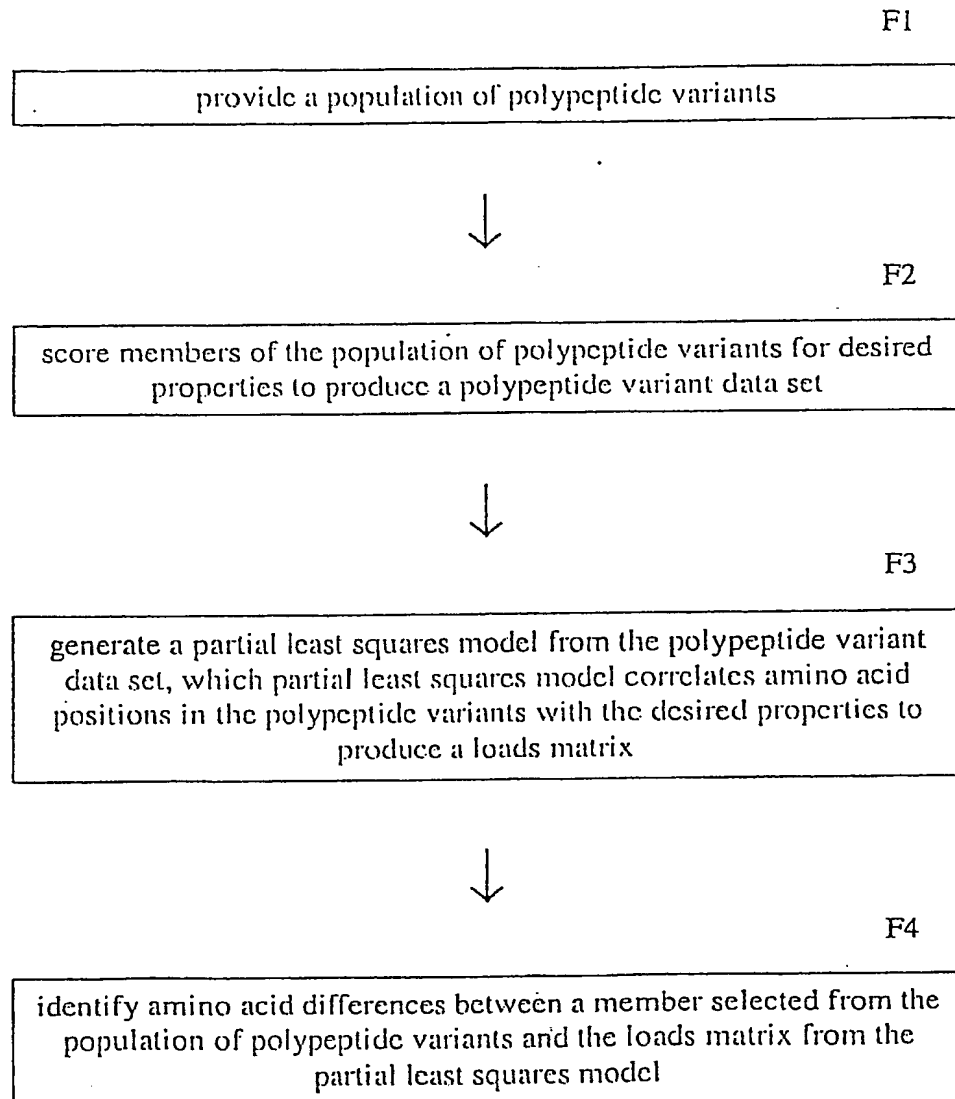 F1
provide a population of polypeptide variants
F2
score members of the population of polypeptide variants for desired
properties to produce a polypeptide variant data set
F3
generate a partial least squares model from the polypeptide variant
data set, which partial least squares model correlates amino acid
positions in the polypeptide variants with the desired properties to
produce a loads matrix
F4
identify amino acid differences between a member selected from the
population of polypeptide variants and the loads matrix from the
partial least squares model